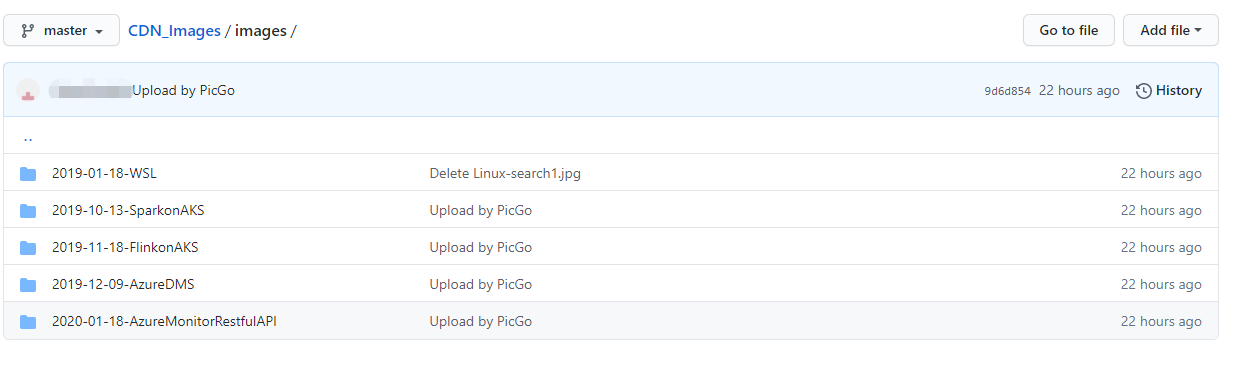 master CDN_Images / images / Go to file Add file
Upload by PicGo 9d6d854 22 hours ago History
..
2019-01-18-WSL Delete Linux-search1.jpg 22 hours ago
2019-10-13-SparkonAKS Upload by PicGo 22 hours ago
2019-11-18-FlinkonAKS Upload by PicGo 22 hours ago
2019-12-09-AzureDMS Upload by PicGo 22 hours ago
2020-01-18-AzureMonitorRestfulAPI Upload by PicGo 22 hours ago